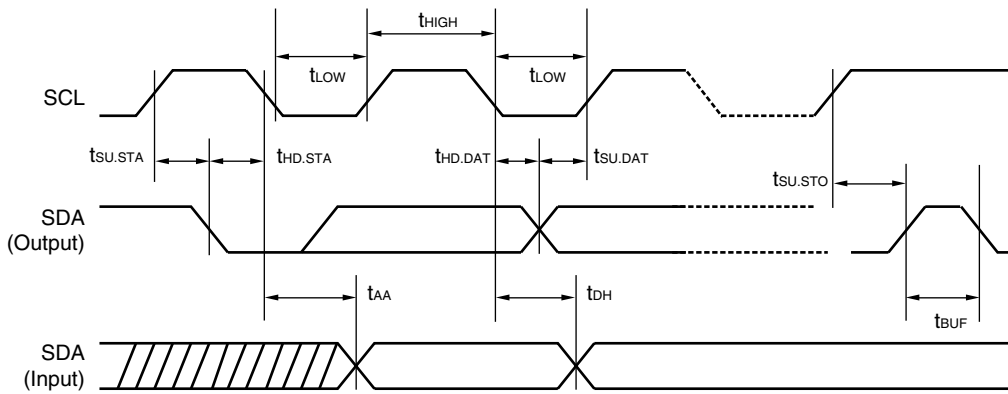 tHIGH
tLOW
tLOW
SCL
tSU.STA
tHD.STA
tHD.DAT
tSU.DAT
tSU.STO
SDA
(Output)
tAA
tDH
tBUF
SDA
(Input)